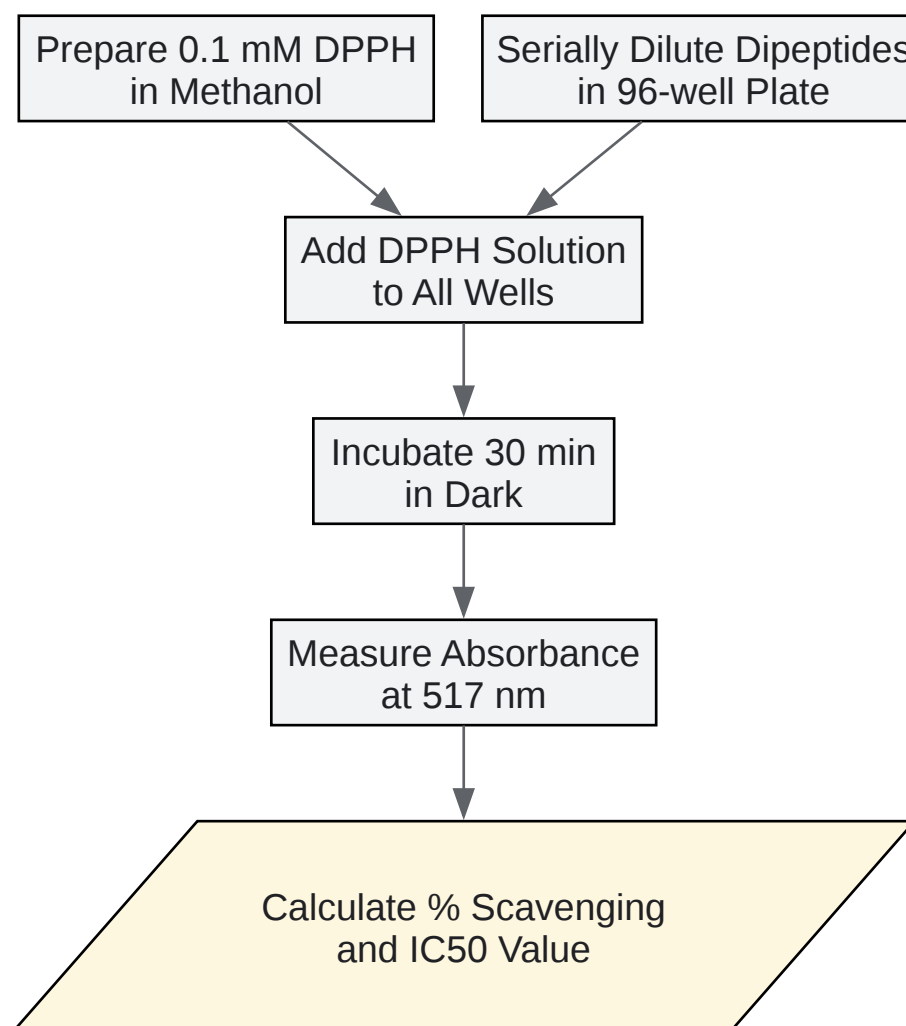 Prepare 0.1 mM DPPH
in Methanol
Serially Dilute Dipeptides
in 96-well Plate
Add DPPH Solution
to All Wells
Incubate 30 min
in Dark
Measure Absorbance
at 517 nm
Calculate % Scavenging
and IC50 Value